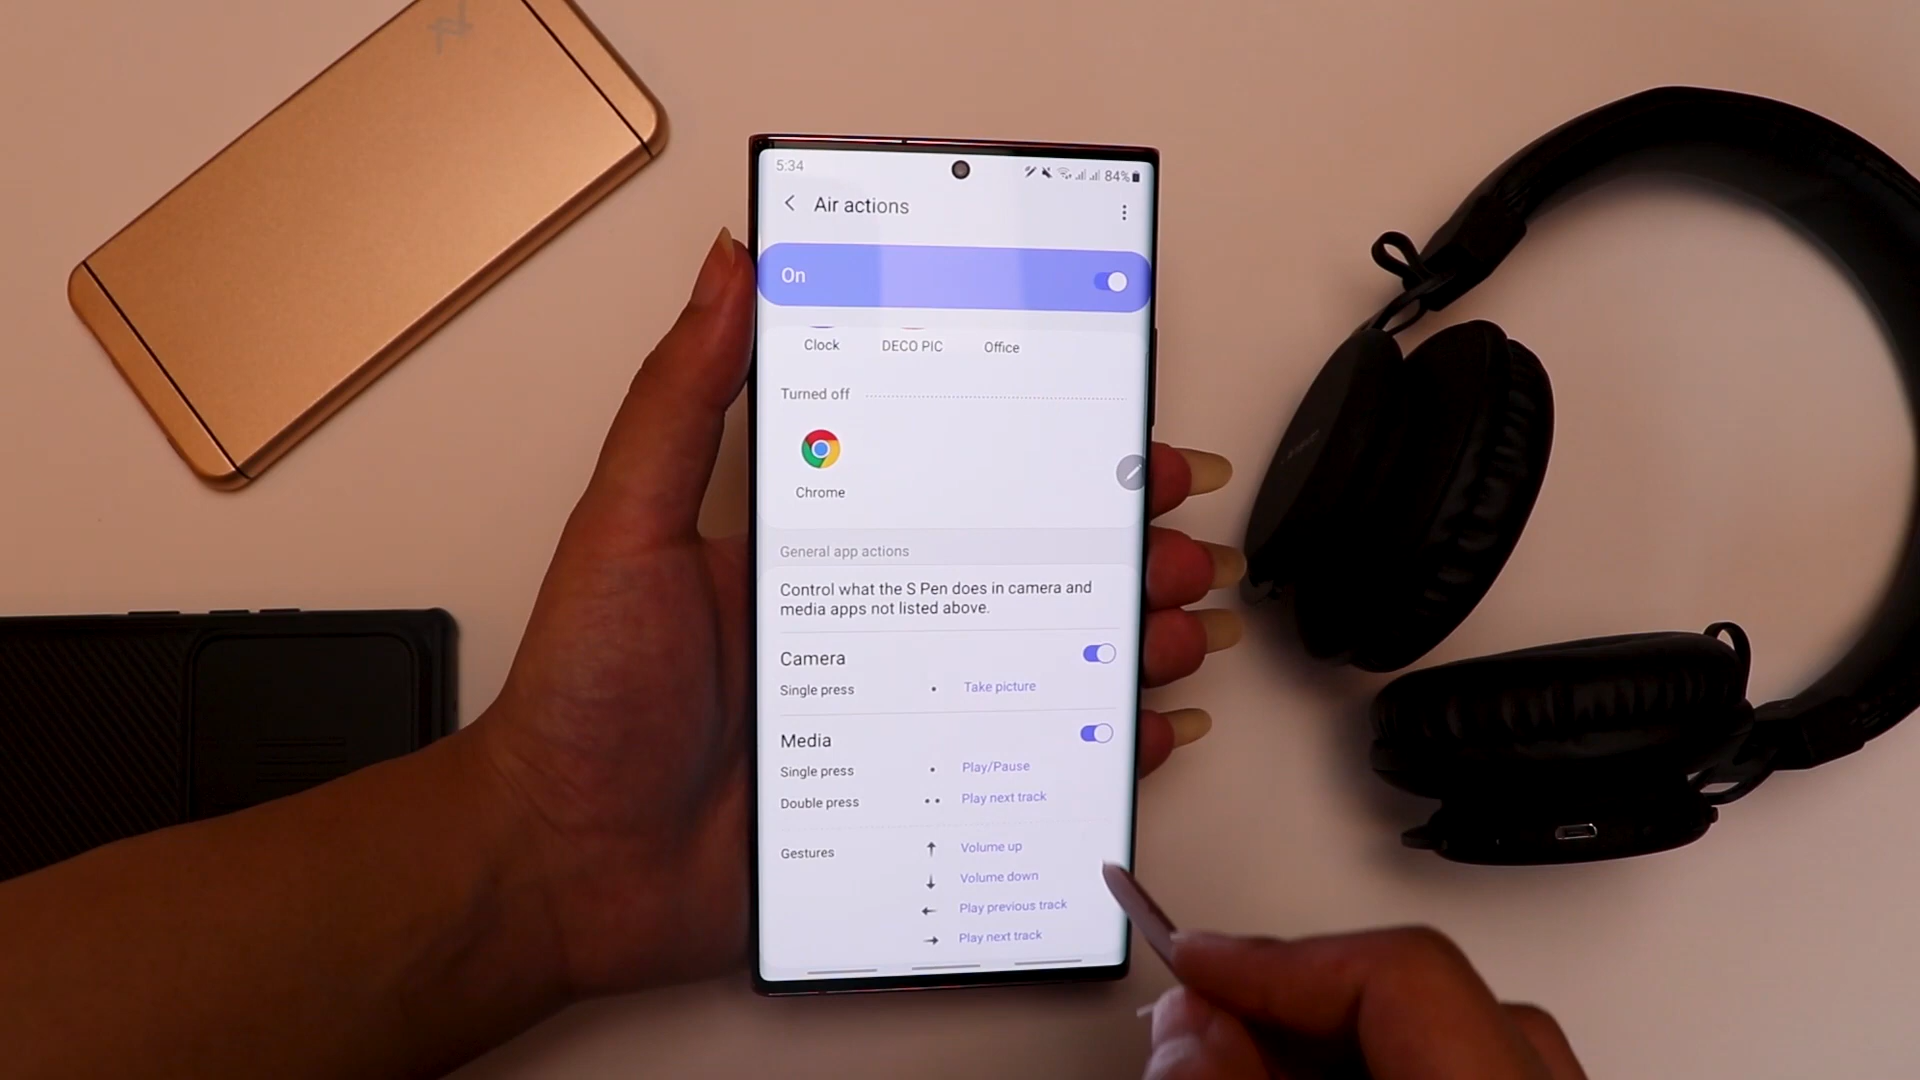 5:34
84%
Air actions
On
Clock
DECO PIC
Office
Turned off
Chrome
General app actions
Control what the S Pen does in camera and
media apps not listed above.
Camera
Single press
Take picture
Media
Single press
Play/Pause
Double press
Play next track
Gestures
Volume up
Volume down
Play previous track
Play next track